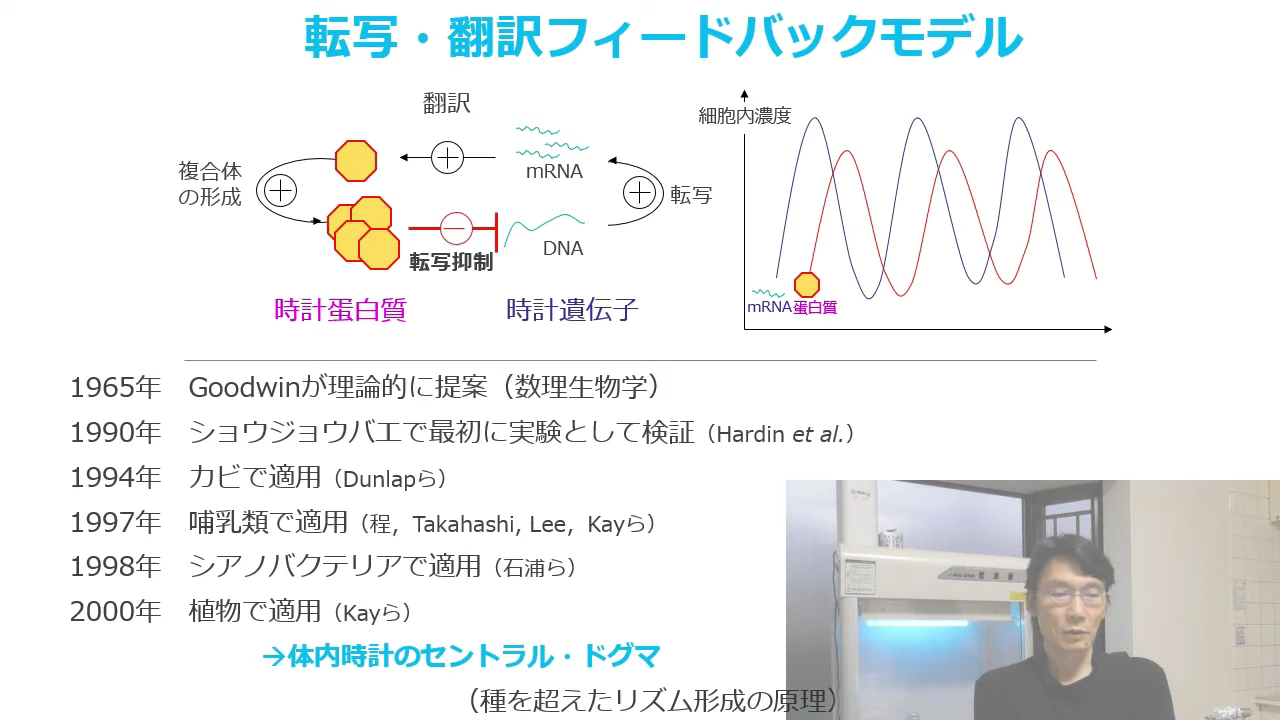 転写・翻訳フィードバックモデル
翻訳
細胞内濃度
複合体
の形成
mRNA
転写
DNA
転写抑制
時計蛋白質
時計遺伝子
mRNA
蛋白質
1965年 Goodwinが理論的に提案（数理生物学）
1990年 ショウジョウバエで最初に実験として検証（Hardin et al.）
1994年 カビで適用（Dunlapら）
1997年 哺乳類で適用（程，Takahashi, Lee，Kayら）
1998年 シアノバクテリアで適用（石浦ら）
2000年 植物で適用（Kayら）
→体内時計のセントラル・ドグマ
（種を超えたリズム形成の原理）